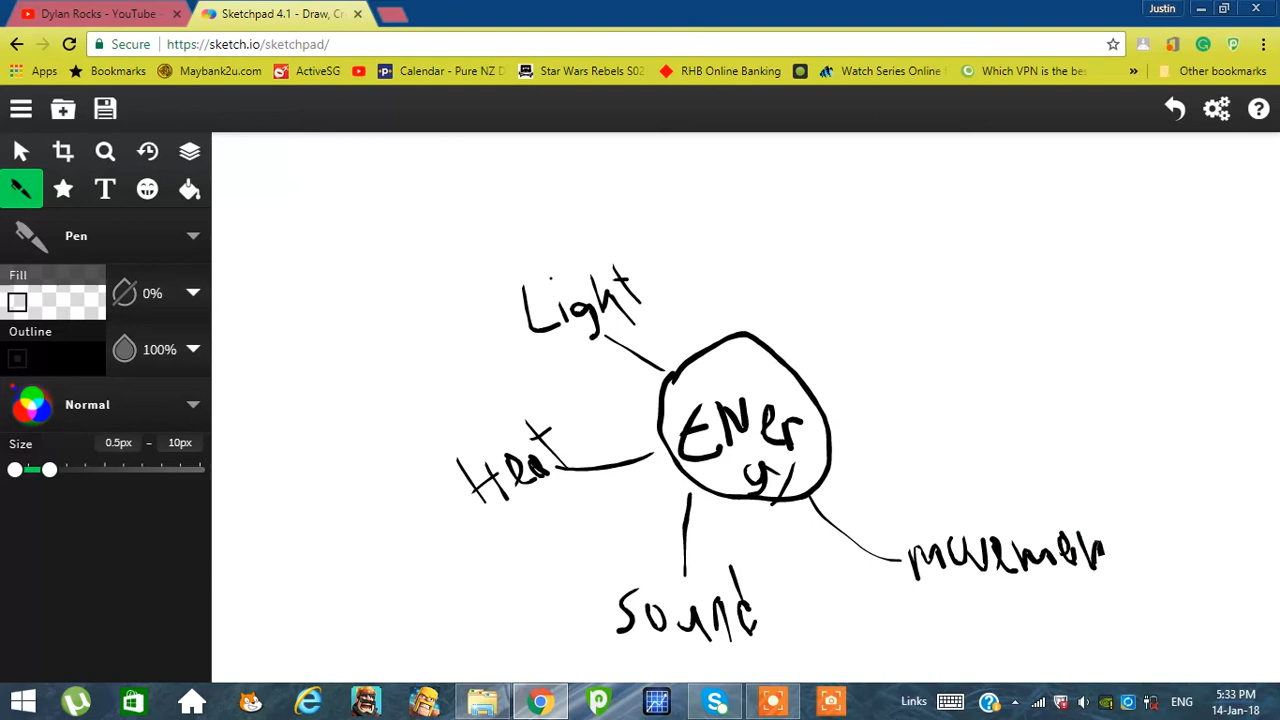 Dylan Rocks - YouTube
Sketchpad 4.1 - Draw, Cr
Justin
Secure
https://sketch.io/sketchpad/
Apps
Bookmarks
Maybank2u.com
ActiveSG
Calendar - Pure NZ D
Star Wars Rebels S02
RHB Online Banking
Watch Series Online
Which VPN is the be
»
Other bookmarks
Pen
Fill
0%
Outline
100%
Normal
Size
0.5px - 10px
Light
ENer
gy
Heat
movemen
Sound
Links
ENG
5:33 PM
14-Jan-18